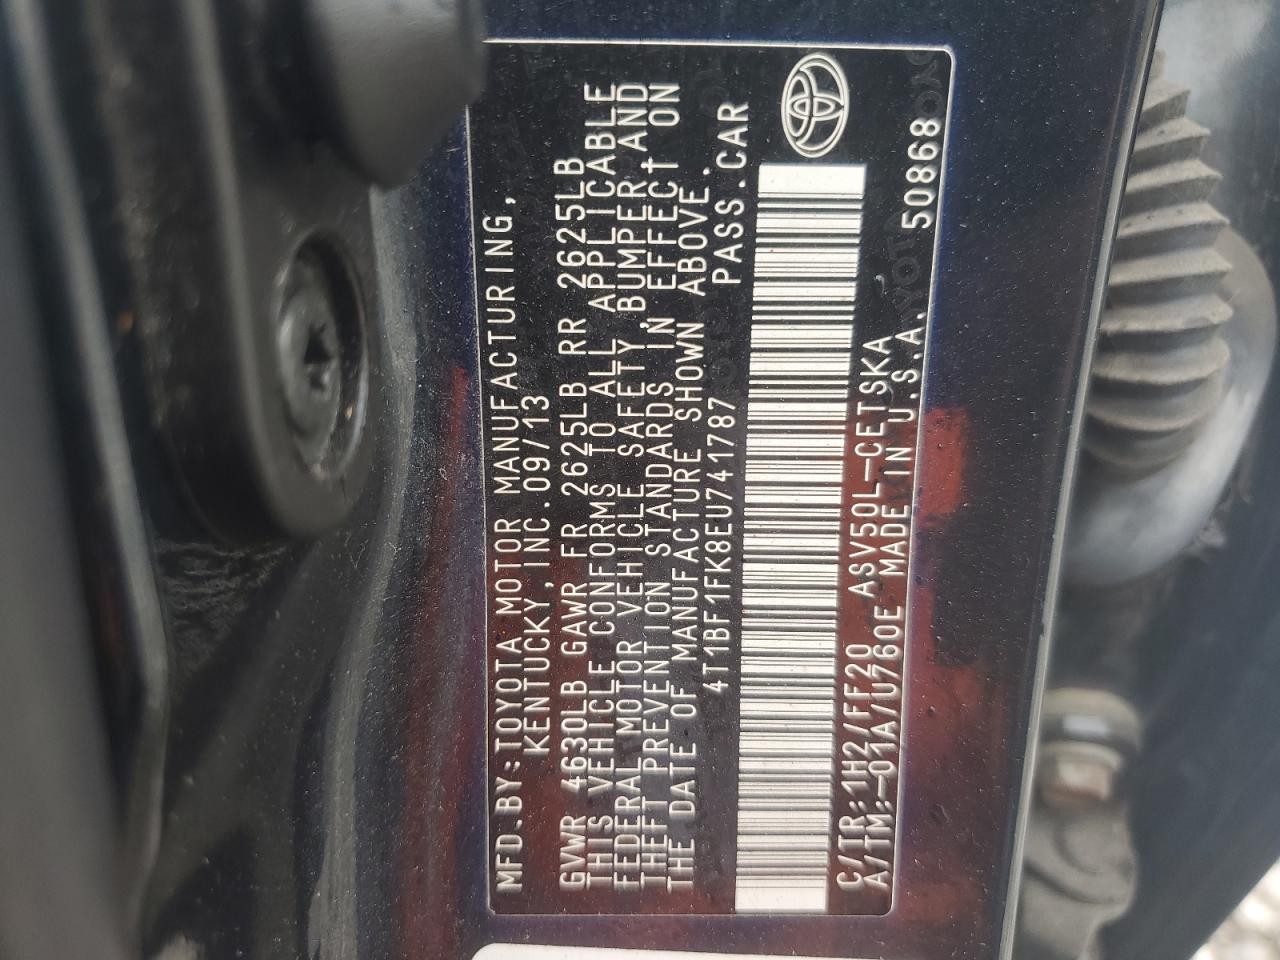 MFD.BY:TOYOTA MOTOR MANUFACTURING,
KENTUCKY,INC.09/13
GVWR 4630LB GAWR FR 2625LB RR 2625LB
THIS VEHICLE CONFORMS TO ALL APPLICABLE
FEDERAL MOTOR VEHICLE SAFETY,BUMPER,AND
THEFT PREVENTION STANDARDS IN EFFECT ON
THE DATE OF MANUFACTURE SHOWN ABOVE.
4T1BF1FK8EU741787 PASS.CAR
C/TR:1H2/FF20 ASV50L-CETSKA
A/TM:-01A/U760E MADE IN U.S.A. 50868